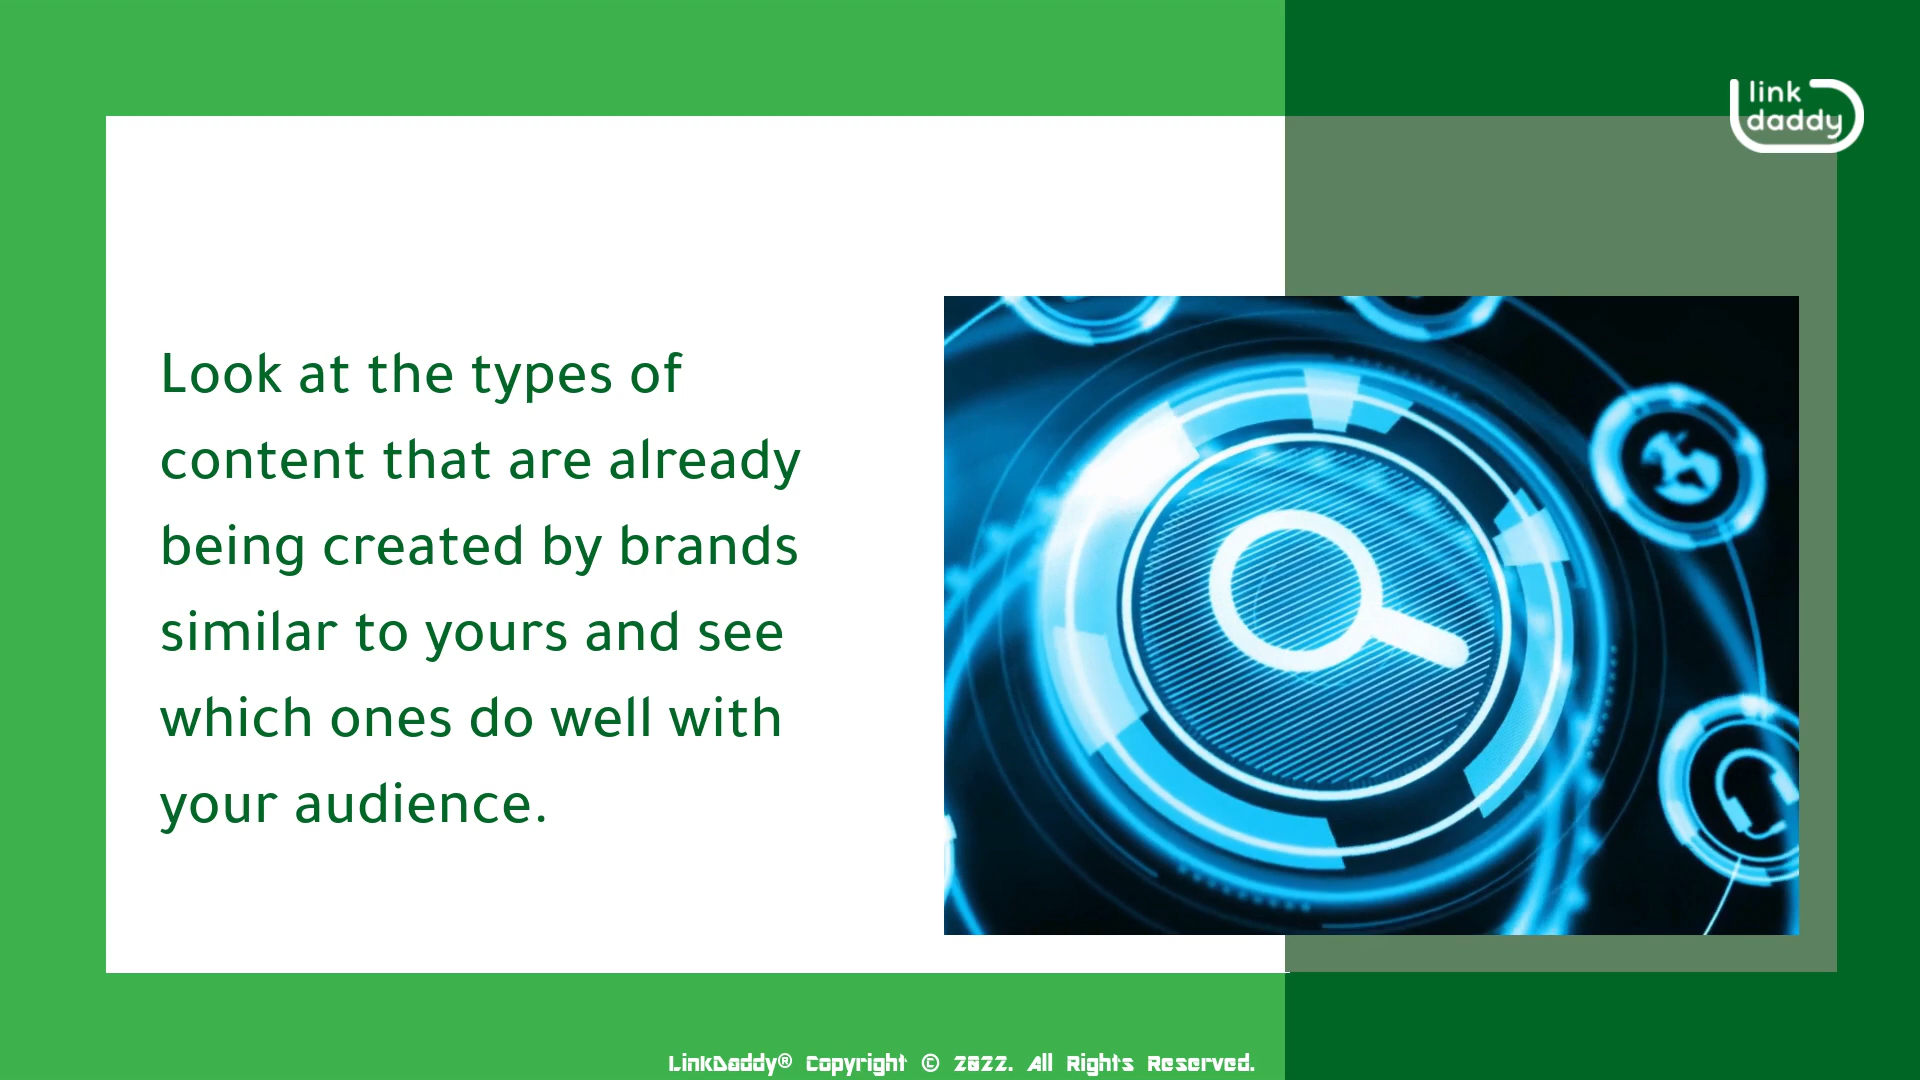 link
daddy
Look at the types of
content that are already
being created by brands
similar to yours and see
which ones do well with
your audience.
LinkDaddy® Copyright © 2022. All Rights Reserved.